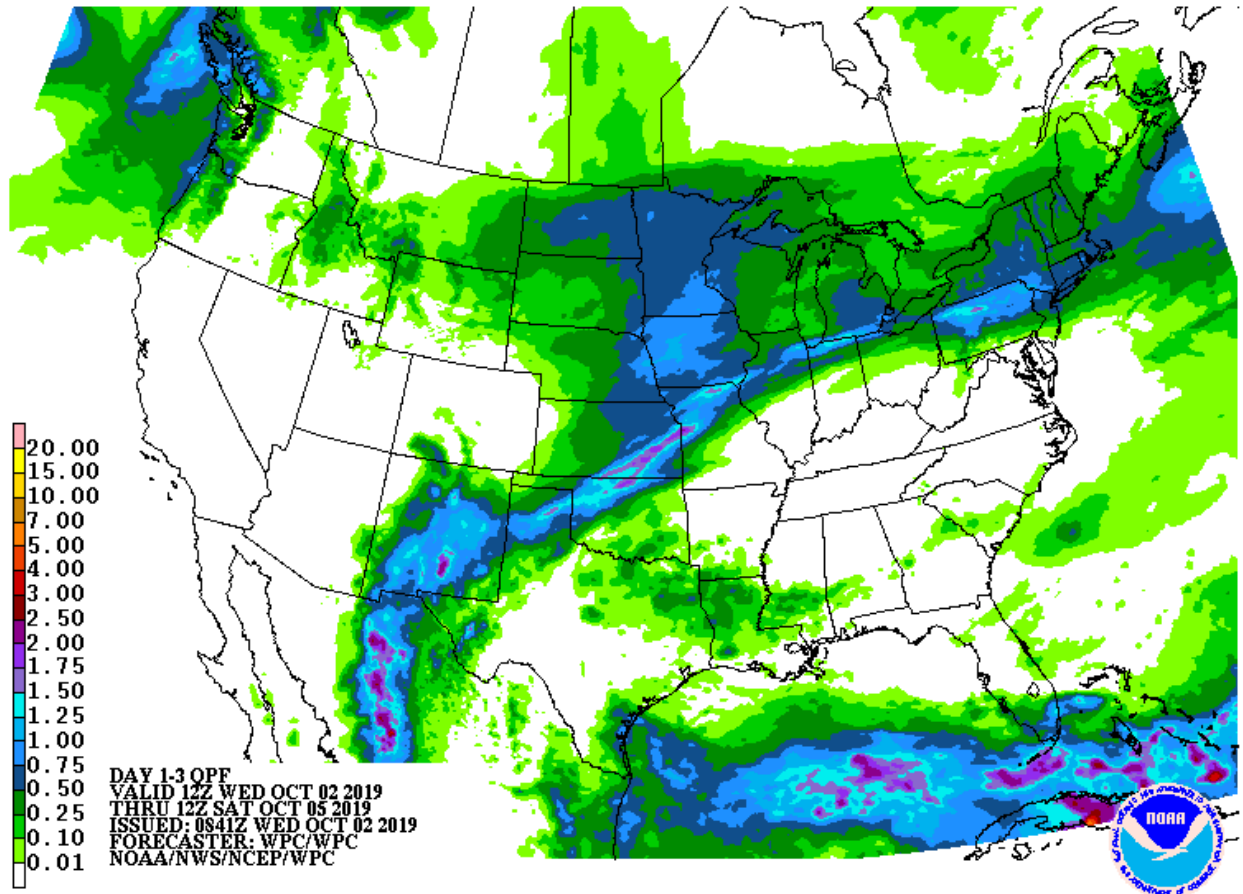 20.00
15.00
10.00
7.00
5.00
4.00
3.00
2.50
2.00
1.75
1.50
1.25
1.00
0.75
0.50
0.25
0.10
0.01
DAY 1-3 QPF
VALID 12Z WED OCT 02 2019
THRU 12Z SAT OCT 05 2019
ISSUED: 0841Z WED OCT 02 2019
FORECASTER: WPC/WPC
NOAA/NWS/NCEP/WPC
NOAA